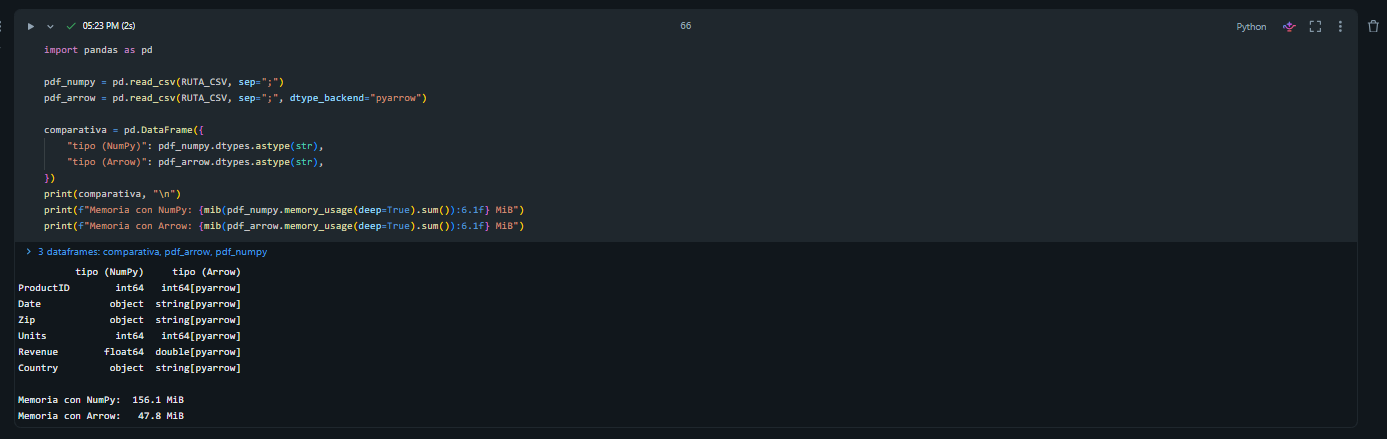 05:23 PM (2s)
66
Python
import pandas as pd
pdf_numpy = pd.read_csv(RUTA_CSV, sep=";")
pdf_arrow = pd.read_csv(RUTA_CSV, sep=";", dtype_backend="pyarrow")
comparativa = pd.DataFrame({
    "tipo (NumPy)": pdf_numpy.dtypes.astype(str),
    "tipo (Arrow)": pdf_arrow.dtypes.astype(str),
})
print(comparativa, "\n")
print(f"Memoria con NumPy: {mib(pdf_numpy.memory_usage(deep=True).sum()):6.1f} MiB")
print(f"Memoria con Arrow: {mib(pdf_arrow.memory_usage(deep=True).sum()):6.1f} MiB")
3 dataframes: comparativa, pdf_arrow, pdf_numpy
          tipo (NumPy)     tipo (Arrow)
ProductID        int64   int64[pyarrow]
Date            object  string[pyarrow]
Zip             object  string[pyarrow]
Units            int64   int64[pyarrow]
Revenue        float64  double[pyarrow]
Country         object  string[pyarrow]
Memoria con NumPy:  156.1 MiB
Memoria con Arrow:   47.8 MiB